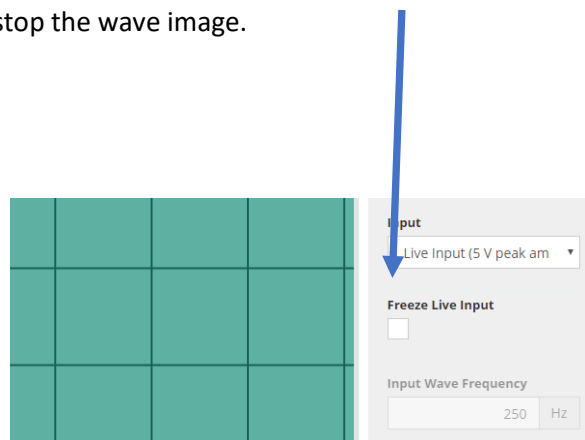 stop the wave image.
Input
Live Input (5 V peak am
Freeze Live Input
Input Wave Frequency
250 Hz